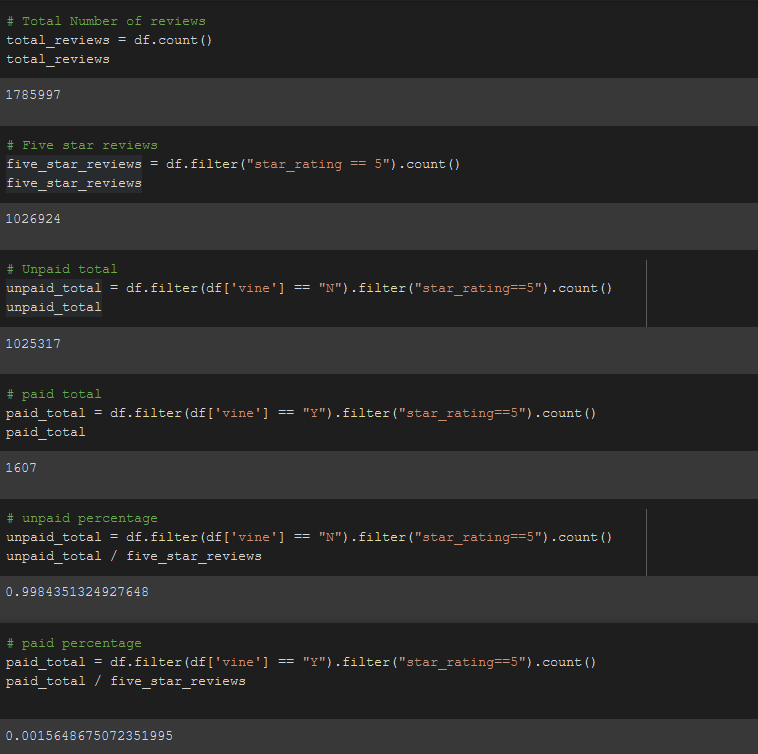 # Total Number of reviews
total_reviews = df.count()
total_reviews
1785997
# Five star reviews
five_star_reviews = df.filter("star_rating == 5").count()
five_star_reviews
1026924
# Unpaid total
unpaid_total = df.filter(df['vine'] == "N").filter("star_rating==5").count()
unpaid_total
1025317
# paid total
paid_total = df.filter(df['vine'] == "Y").filter("star_rating==5").count()
paid_total
1607
# unpaid percentage
unpaid_total = df.filter(df['vine'] == "N").filter("star_rating==5").count()
unpaid_total / five_star_reviews
0.9984351324927648
# paid percentage
paid_total = df.filter(df['vine'] == "Y").filter("star_rating==5").count()
paid_total / five_star_reviews
0.0015648675072351995